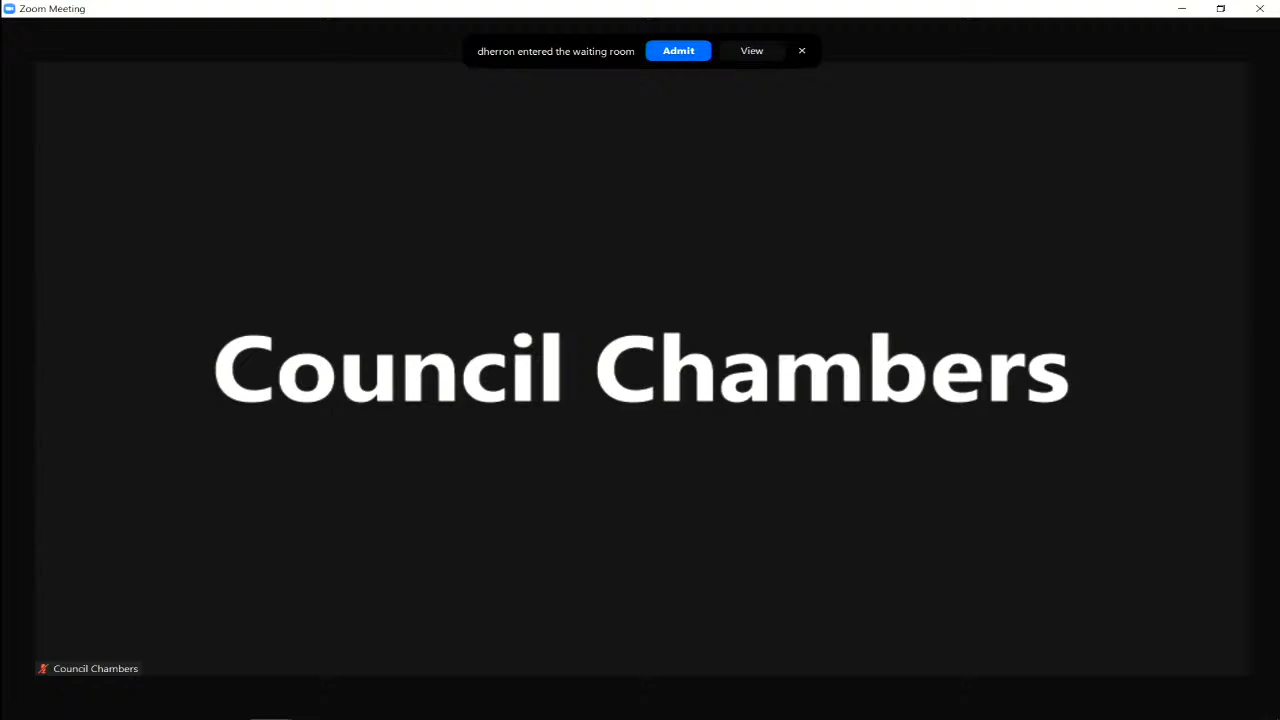 Zoom Meeting
dherron entered the waiting room Admit View
Council Chambers
Council Chambers